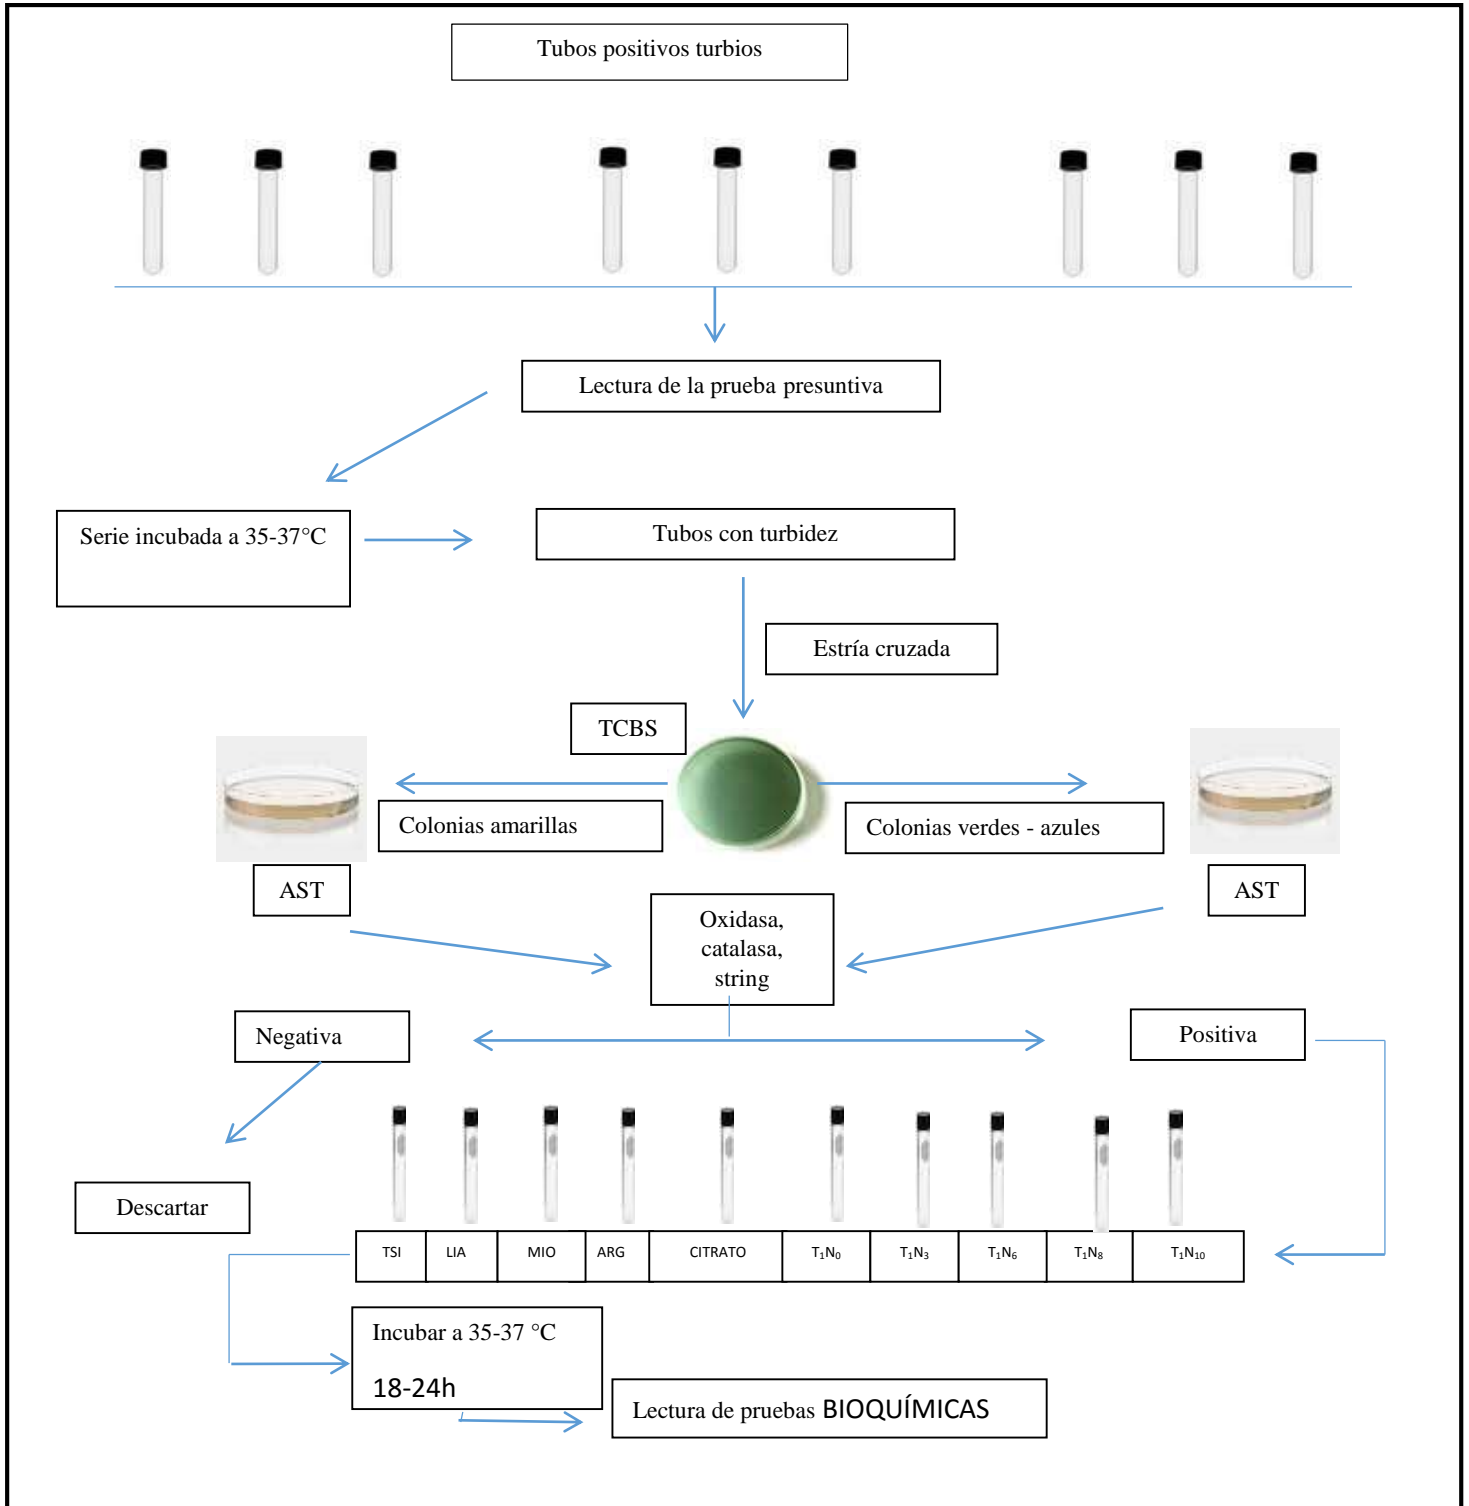 Tubos positivos turbios
Lectura de la prueba presuntiva
Serie incubada a 35-37°C
Tubos con turbidez
Estría cruzada
TCBS
Colonias amarillas
Colonias verdes - azules
AST
AST
Oxidasa,
catalasa,
string
Negativa
Positiva
Descartar
TSI LIA MIO ARG CITRATO T₁N₀ T₁N₃ T₁N₆ T₁N₈ T₁N₁₀
Incubar a 35-37 °C
18-24h
Lectura de pruebas BIOQUÍMICAS